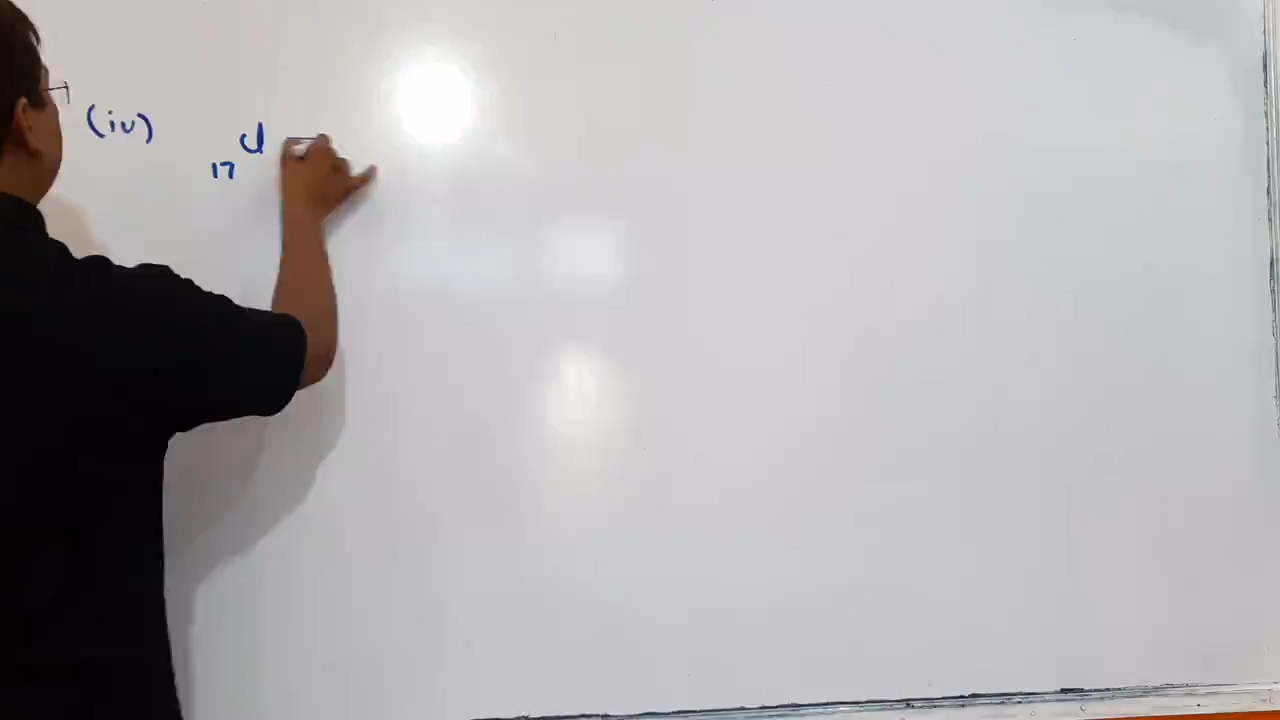 (iv) 17Cl —